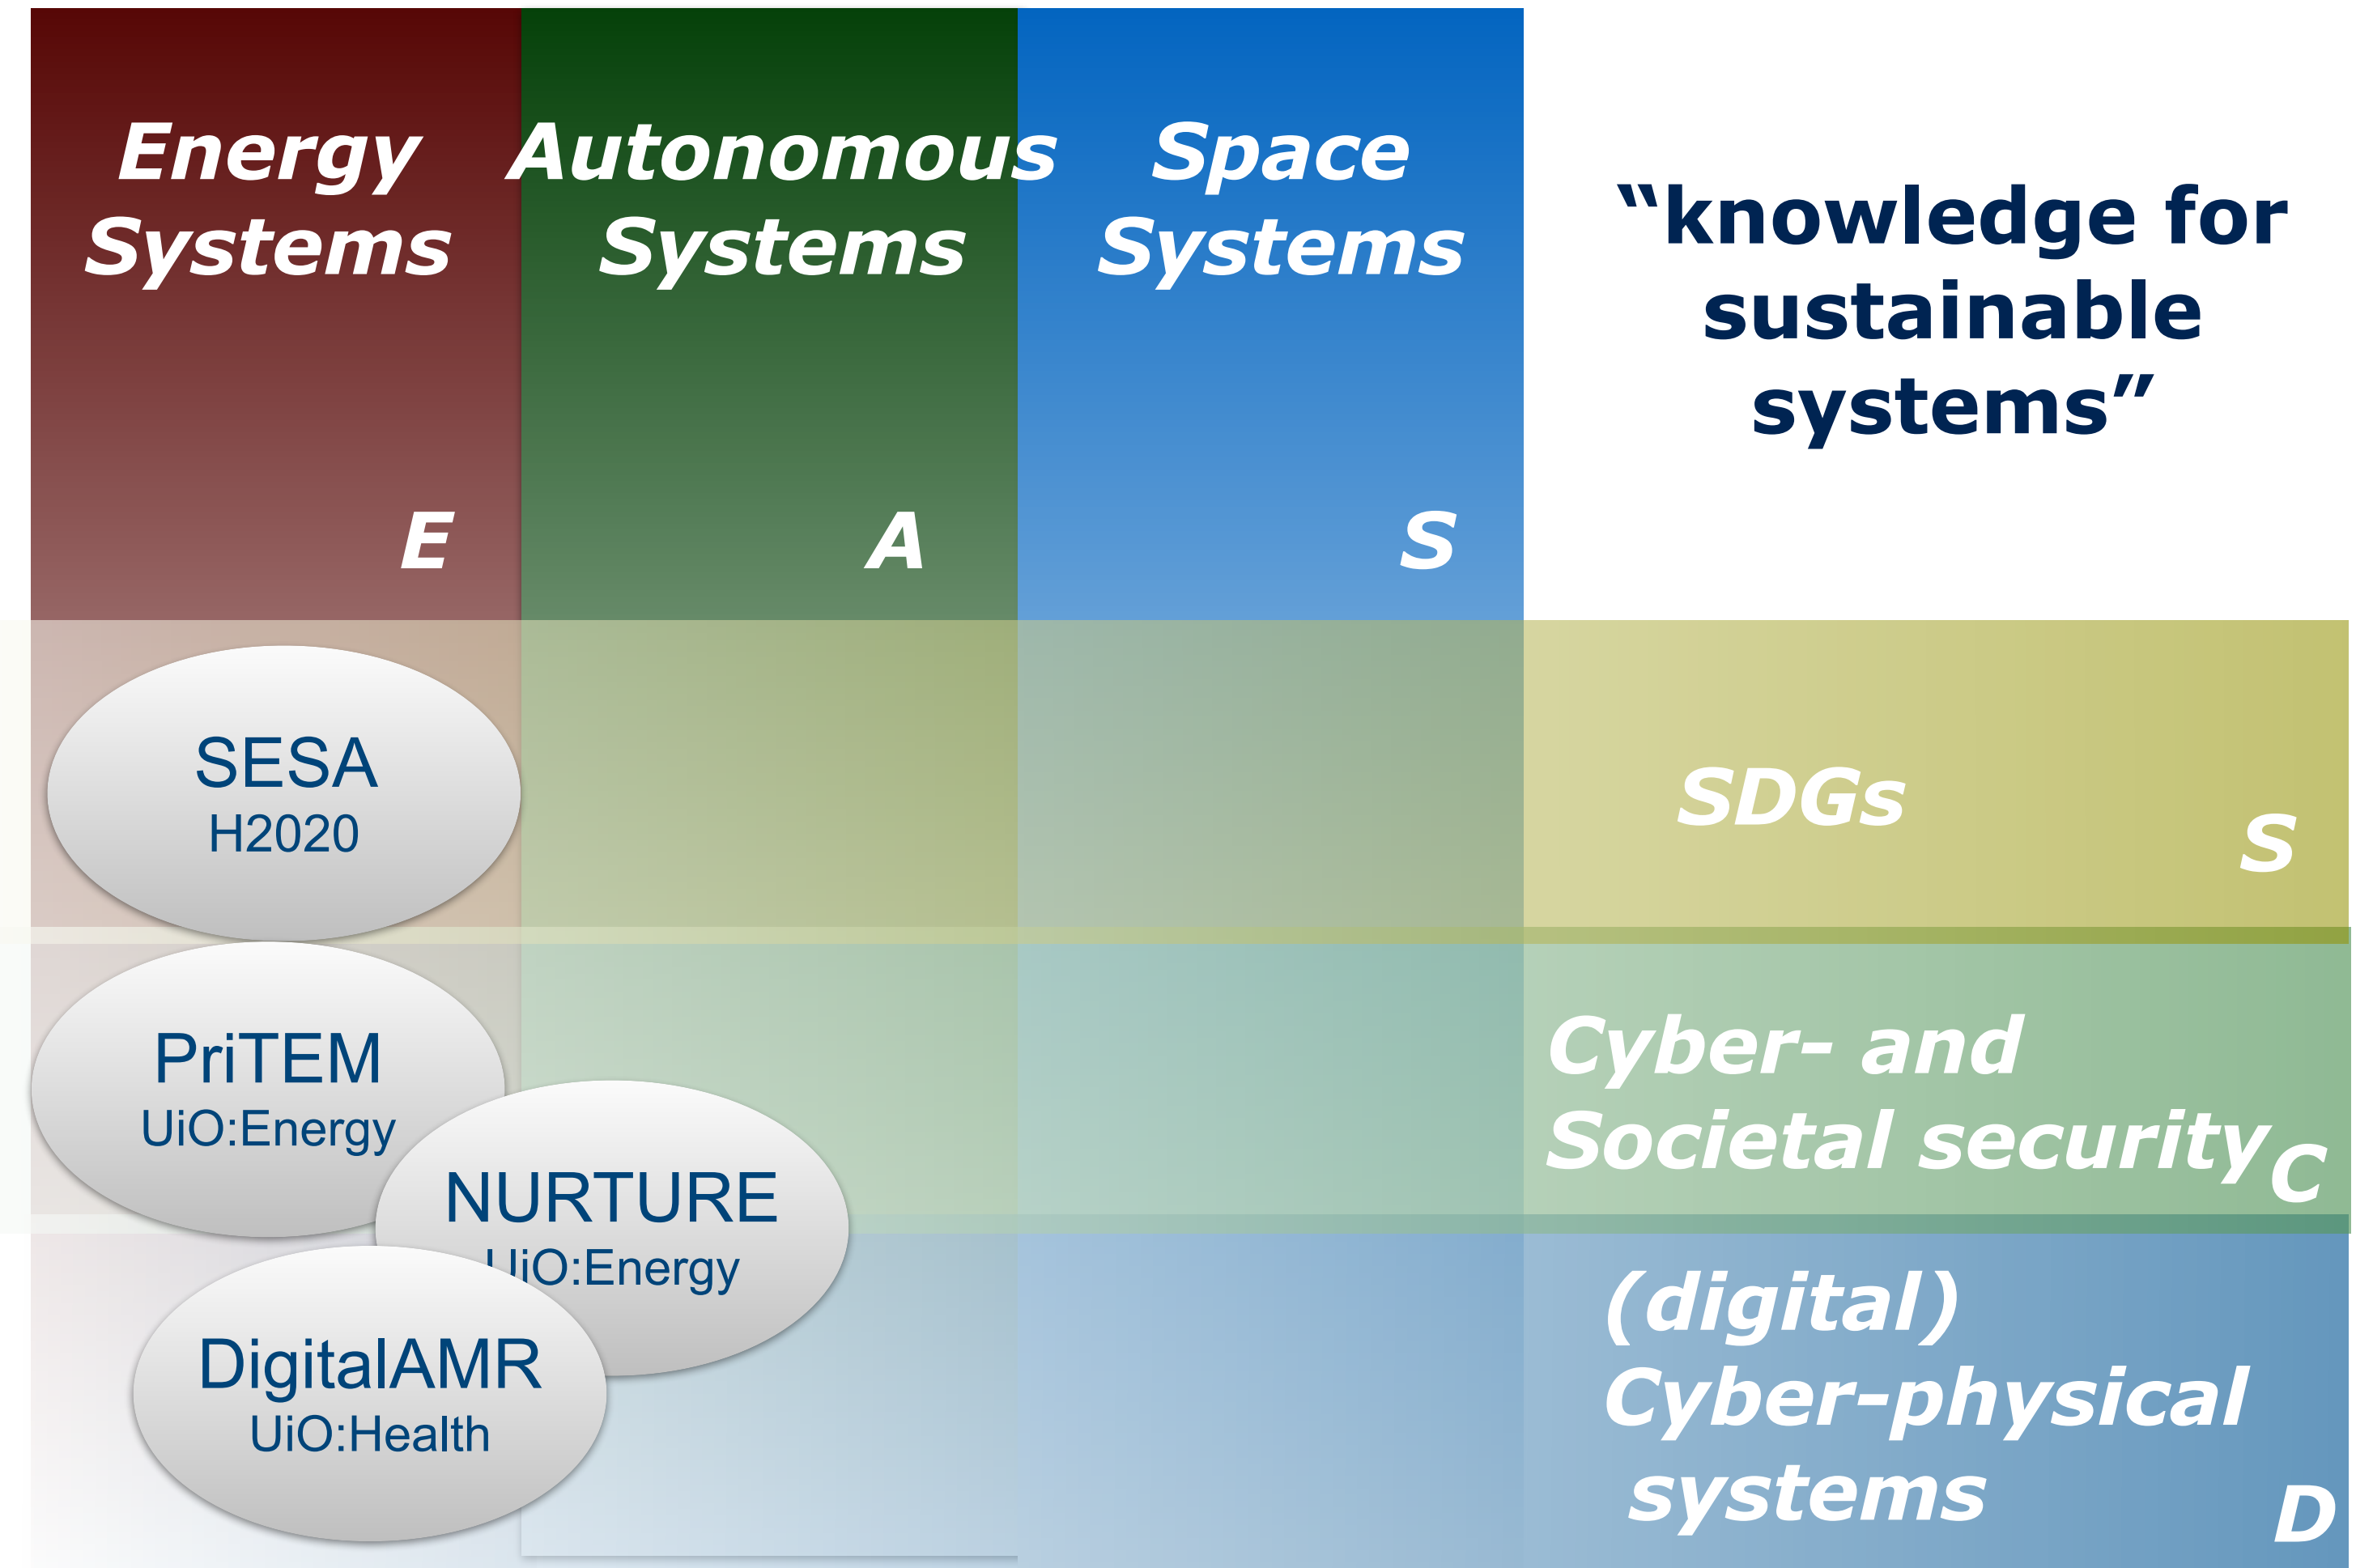 Energy
Systems
E
Autonomous
Systems
A
Space
Systems
S
“knowledge for
sustainable
systems”
SESA
H2020
SDGs
S
PriTEM
UiO:Energy
NURTURE
UiO:Energy
Cyber- and
Societal security
C
DigitalAMR
UiO:Health
(digital)
Cyber-physical
systems
D